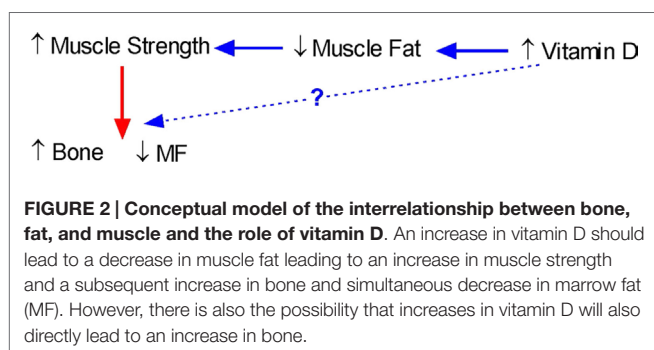 ↑ Muscle Strength ↓ Muscle Fat ↑ Vitamin D
?
↑ Bone ↓ MF
FIGURE 2 | Conceptual model of the interrelationship between bone,
fat, and muscle and the role of vitamin D. An increase in vitamin D should
lead to a decrease in muscle fat leading to an increase in muscle strength
and a subsequent increase in bone and simultaneous decrease in marrow fat
(MF). However, there is also the possibility that increases in vitamin D will also
directly lead to an increase in bone.